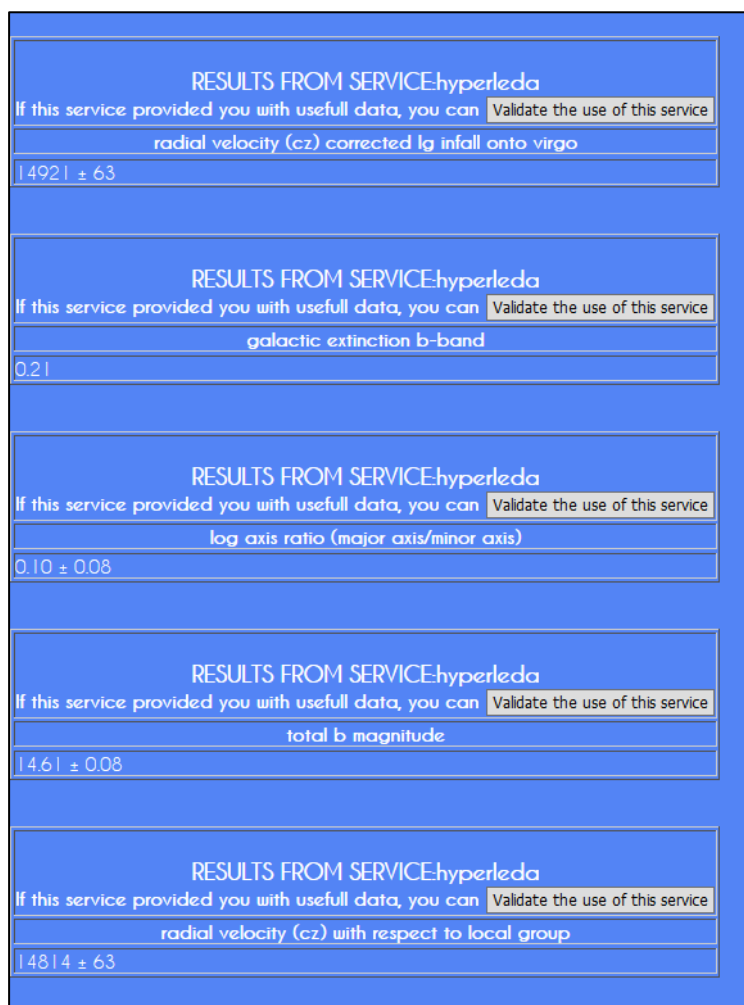 RESULTS FROM SERVICE:hyperleda
If this service provided you with usefull data, you can Validate the use of this service
radial velocity (cz) corrected lg infall onto virgo
14921 ± 63
RESULTS FROM SERVICE:hyperleda
If this service provided you with usefull data, you can Validate the use of this service
galactic extinction b-band
0.21
RESULTS FROM SERVICE:hyperleda
If this service provided you with usefull data, you can Validate the use of this service
log axis ratio (major axis/minor axis)
0.10 ± 0.08
RESULTS FROM SERVICE:hyperleda
If this service provided you with usefull data, you can Validate the use of this service
total b magnitude
14.61 ± 0.08
RESULTS FROM SERVICE:hyperleda
If this service provided you with usefull data, you can Validate the use of this service
radial velocity (cz) with respect to local group
14814 ± 63